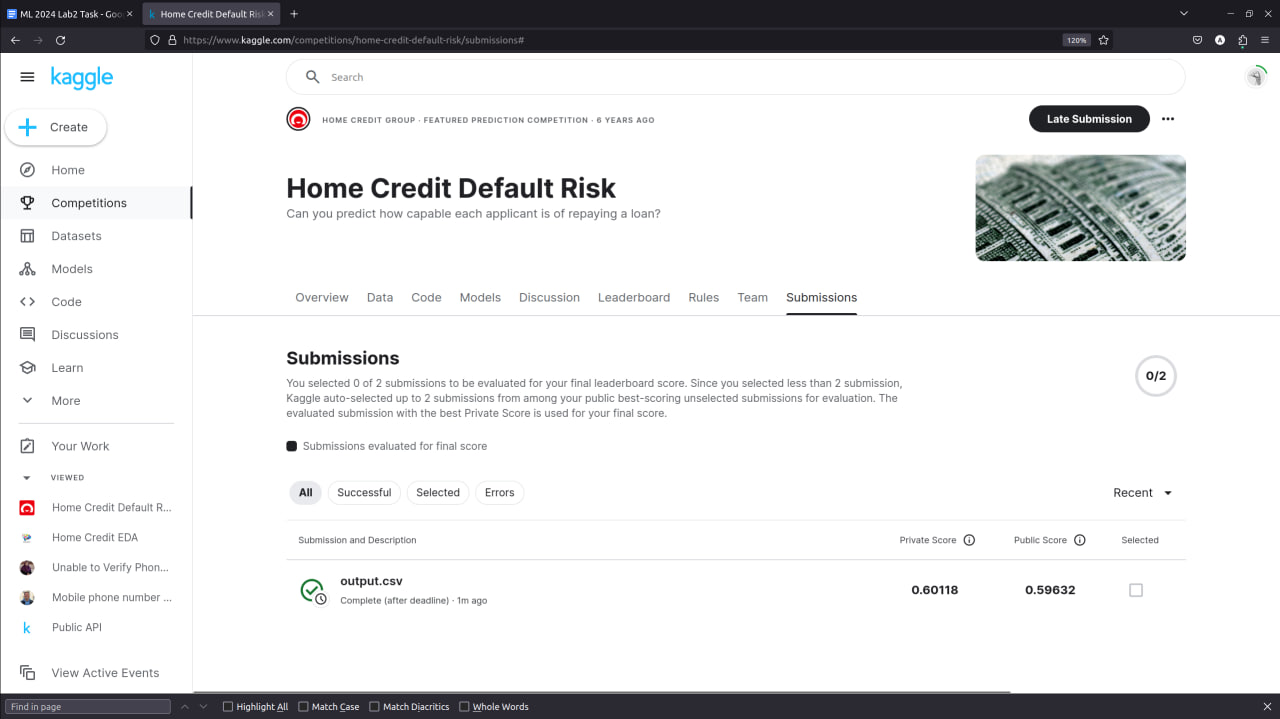 ML 2024 Lab2 Task - Goo
Home Credit Default Risk
https://www.kaggle.com/competitions/home-credit-default-risk/submissions#
120%
kaggle
Search
Create
Home
Competitions
Datasets
Models
Code
Discussions
Learn
More
Your Work
VIEWED
Home Credit Default R...
Home Credit EDA
Unable to Verify Phon...
Mobile phone number ...
Public API
View Active Events
HOME CREDIT GROUP · FEATURED PREDICTION COMPETITION · 6 YEARS AGO
Late Submission
Home Credit Default Risk
Can you predict how capable each applicant is of repaying a loan?
Overview Data Code Models Discussion Leaderboard Rules Team Submissions
Submissions
You selected 0 of 2 submissions to be evaluated for your final leaderboard score. Since you selected less than 2 submission,
Kaggle auto-selected up to 2 submissions from among your public best-scoring unselected submissions for evaluation. The
evaluated submission with the best Private Score is used for your final score.
0/2
Submissions evaluated for final score
All Successful Selected Errors
Recent
Submission and Description Private Score Public Score Selected
output.csv
Complete (after deadline) · 1m ago
0.60118 0.59632
Find in page
Highlight All Match Case Match Diacritics Whole Words